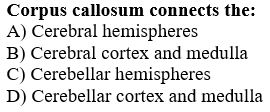 Corpus callosum connects the:
A) Cerebral hemispheres
B) Cerebral cortex and medulla
C) Cerebellar hemispheres
D) Cerebellar cortex and medulla